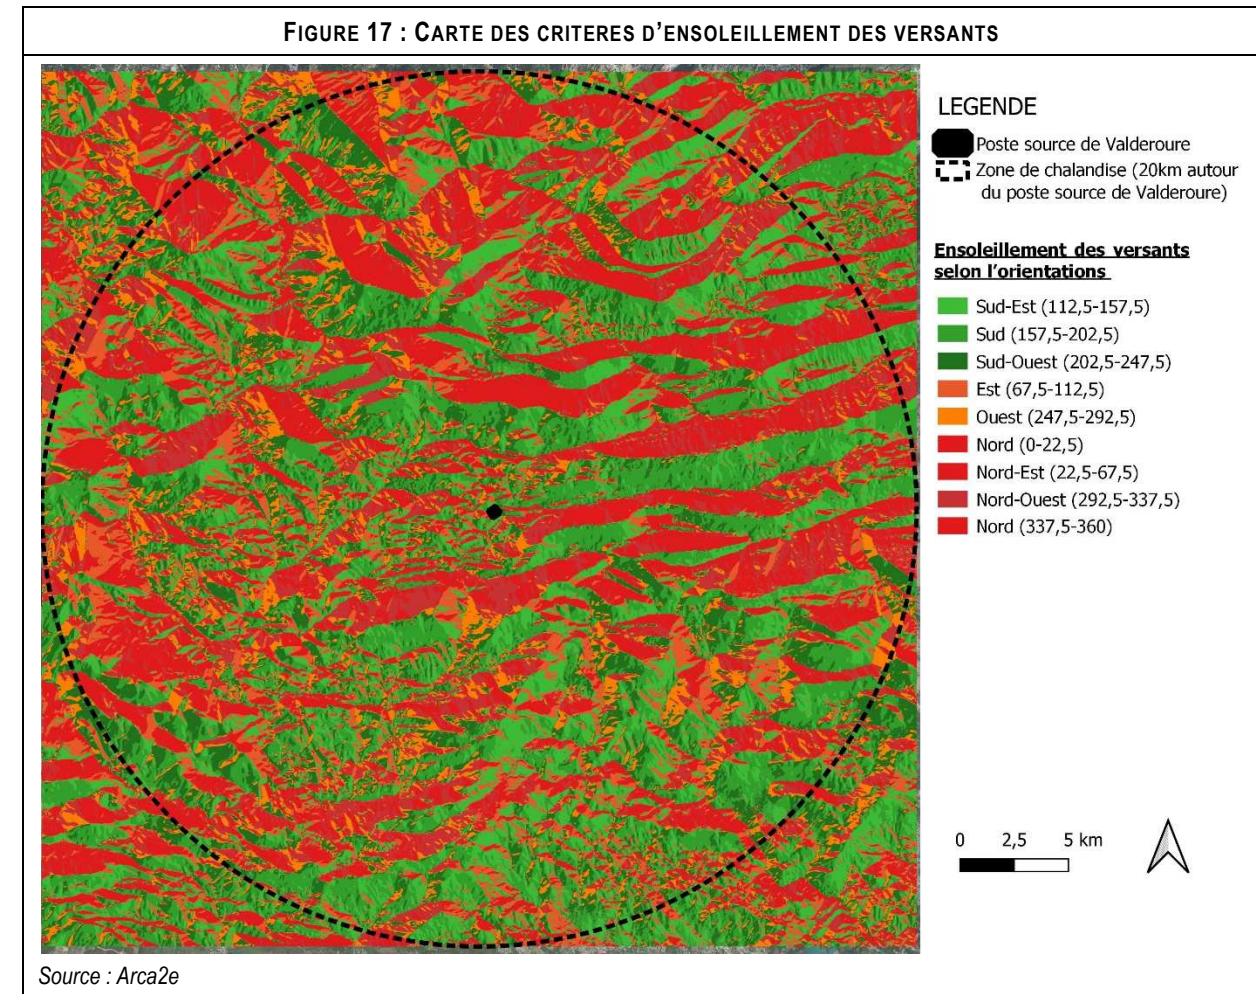 FIGURE 17 : CARTE DES CRITERES D’ENSOLEILLEMENT DES VERSANTS
LEGENDE
Poste source de Valderoure
Zone de chalandise (20km autour
du poste source de Valderoure)
Ensoleillement des versants
selon l’orientations
Sud-Est (112,5-157,5)
Sud (157,5-202,5)
Sud-Ouest (202,5-247,5)
Est (67,5-112,5)
Ouest (247,5-292,5)
Nord (0-22,5)
Nord-Est (22,5-67,5)
Nord-Ouest (292,5-337,5)
Nord (337,5-360)
0 2,5 5 km
Source : Arca2e